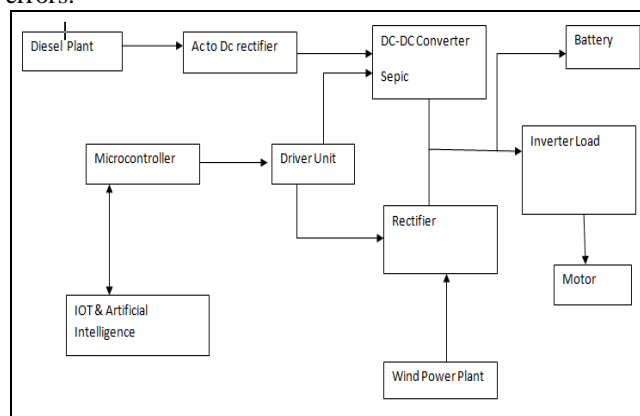 errors.
Diesel Plant
Ac to Dc rectifier
DC-DC Converter
Sepic
Battery
Microcontroller
Driver Unit
Inverter Load
Rectifier
Motor
IOT & Artificial
Intelligence
Wind Power Plant